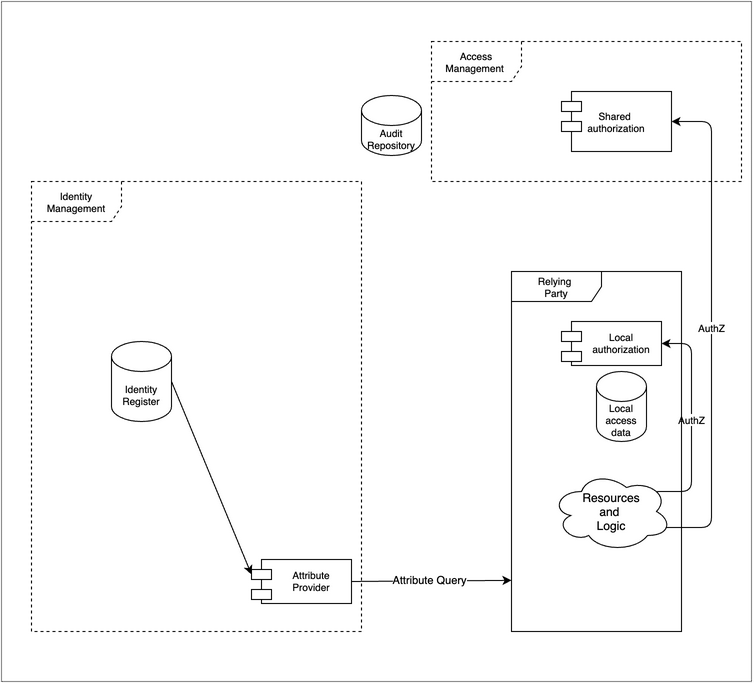 Access
Management
Shared
authorization
Audit
Repository
Identity
Management
Relying
Party
Local
authorization
AuthZ
Identity
Register
Local
access
data
AuthZ
Resources
and
Logic
Attribute
Provider
Attribute Query